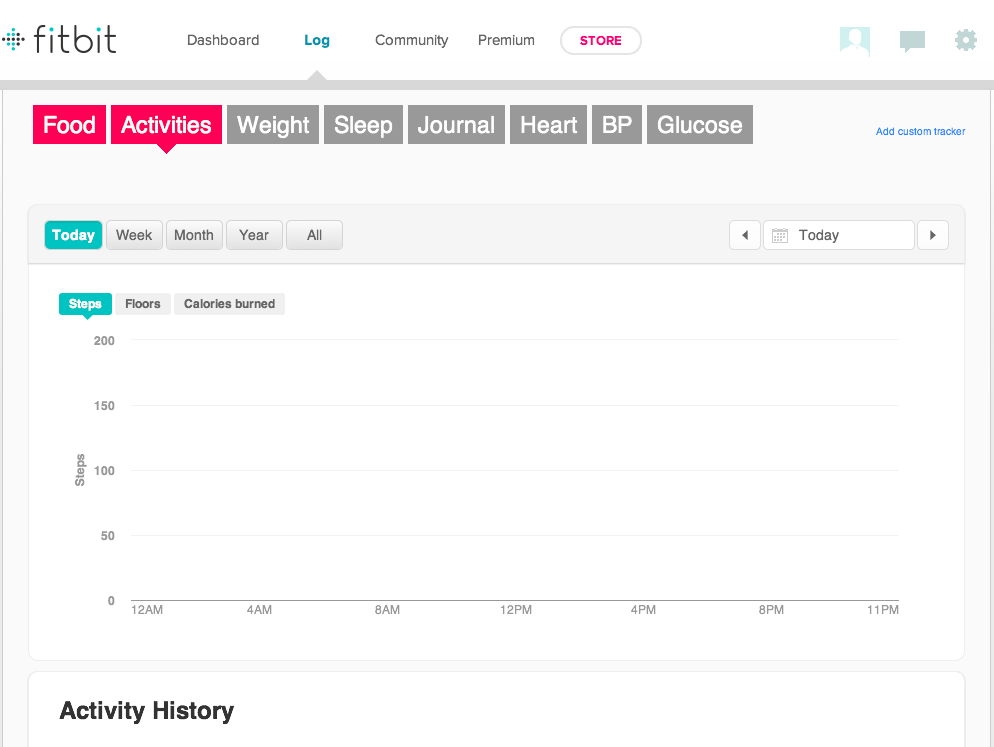 fitbit Dashboard Log Community Premium STORE
Food Activities Weight Sleep Journal Heart BP Glucose
Add custom tracker
Today Week Month Year All Today
Steps Floors Calories burned
200
150
Steps
100
50
0
12AM 4AM 8AM 12PM 4PM 8PM 11PM
Activity History